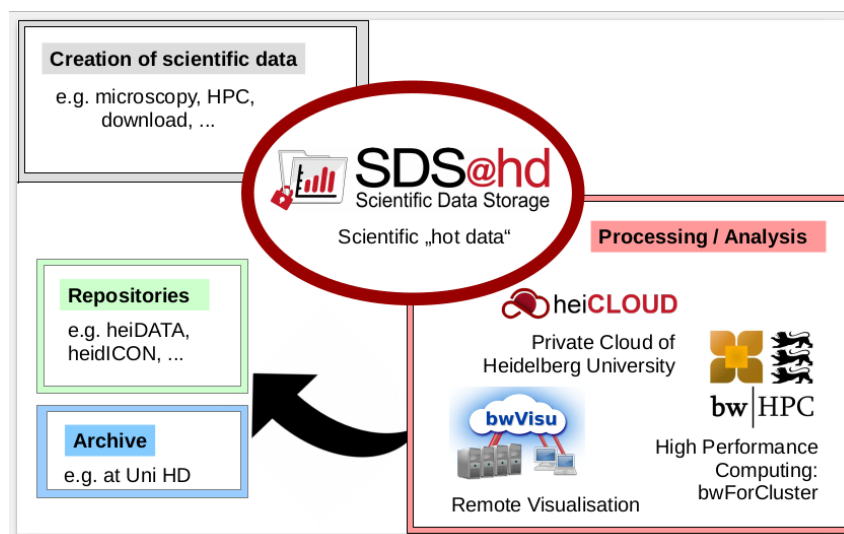 Creation of scientific data
e.g. microscopy, HPC,
download, ...
SDS@hd
Scientific Data Storage
Scientific „hot data“
Processing / Analysis
heiCLOUD
Private Cloud of
Heidelberg University
bw|HPC
High Performance
Computing:
bwForCluster
bwVisu
Remote Visualisation
Repositories
e.g. heiDATA,
heidICON, ...
Archive
e.g. at Uni HD